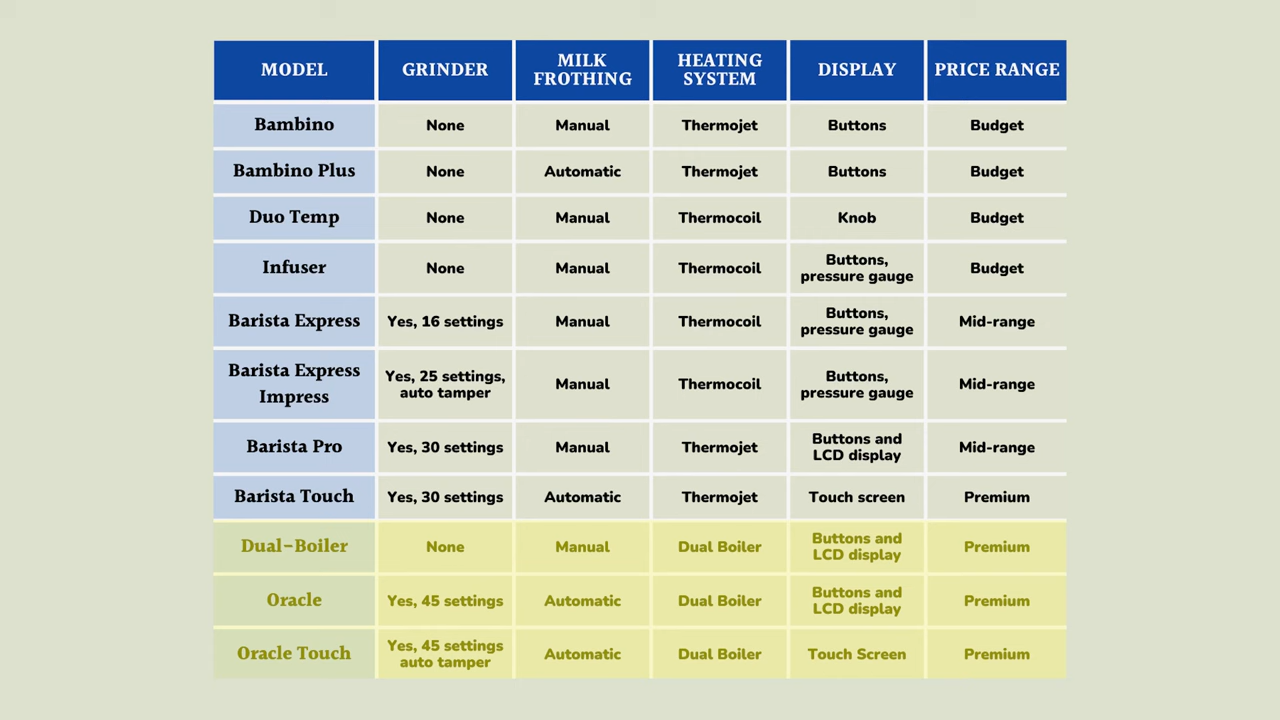 MODEL
GRINDER
MILK
FROTHING
HEATING
SYSTEM
DISPLAY
PRICE RANGE
Bambino
None
Manual
Thermojet
Buttons
Budget
Bambino Plus
None
Automatic
Thermojet
Buttons
Budget
Duo Temp
None
Manual
Thermocoil
Knob
Budget
Infuser
None
Manual
Thermocoil
Buttons,
pressure gauge
Budget
Barista Express
Yes, 16 settings
Manual
Thermocoil
Buttons,
pressure gauge
Mid-range
Barista Express
Impress
Yes, 25 settings,
auto tamper
Manual
Thermocoil
Buttons,
pressure gauge
Mid-range
Barista Pro
Yes, 30 settings
Manual
Thermojet
Buttons and
LCD display
Mid-range
Barista Touch
Yes, 30 settings
Automatic
Thermojet
Touch screen
Premium
Dual-Boiler
None
Manual
Dual Boiler
Buttons and
LCD display
Premium
Oracle
Yes, 45 settings
Automatic
Dual Boiler
Buttons and
LCD display
Premium
Oracle Touch
Yes, 45 settings
auto tamper
Automatic
Dual Boiler
Touch Screen
Premium